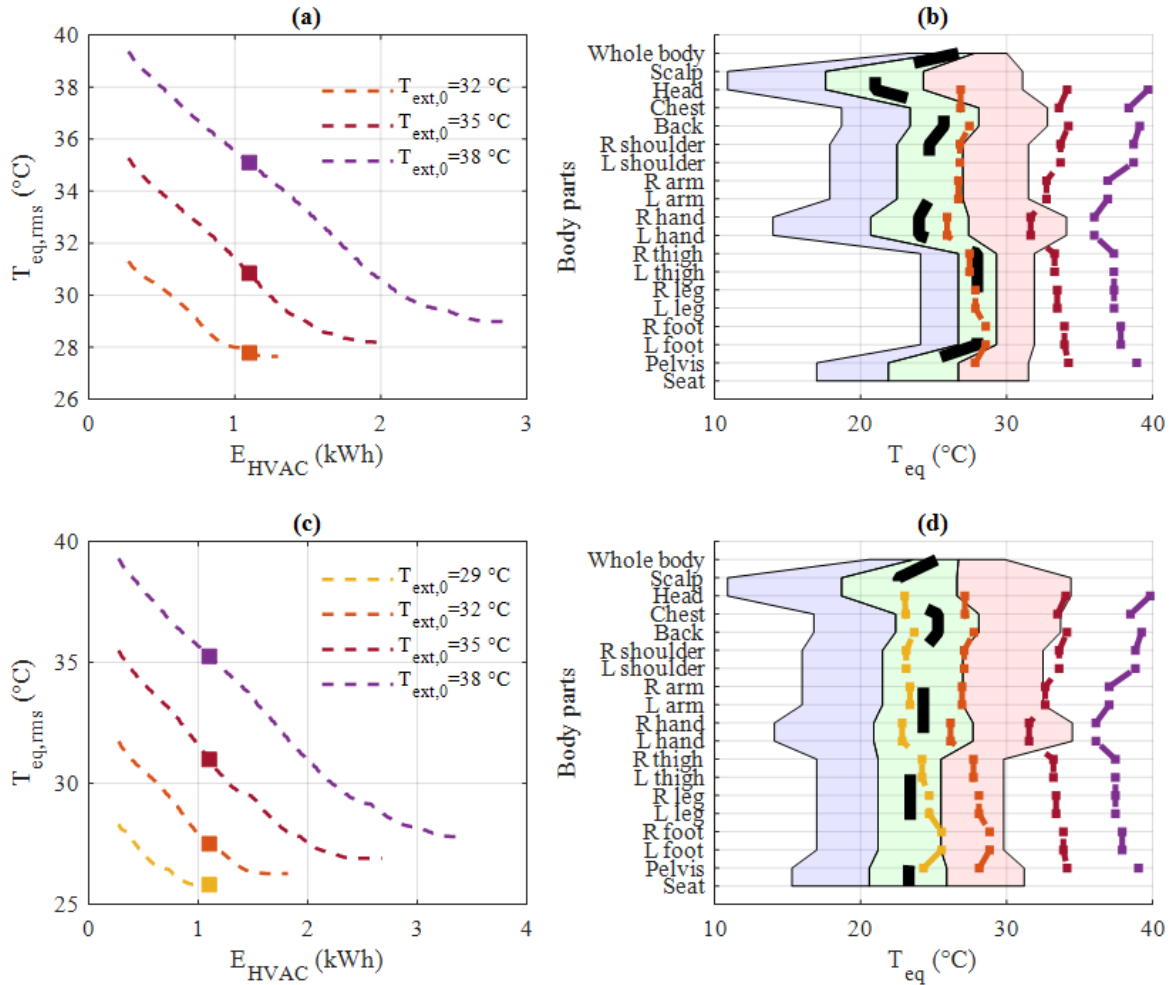 (a)
40
38
36
34
32
30
28
26
T_eq,rms (°C)
0
1
2
3
E_HVAC (kWh)
T_ext,0=32 °C
T_ext,0=35 °C
T_ext,0=38 °C
(b)
Body parts
Whole body
Scalp
Head
Chest
Back
R shoulder
L shoulder
R arm
L arm
R hand
L hand
R thigh
L thigh
R leg
L leg
R foot
L foot
Pelvis
Seat
10
20
30
40
T_eq (°C)
(c)
40
35
30
25
T_eq,rms (°C)
0
1
2
3
4
E_HVAC (kWh)
T_ext,0=29 °C
T_ext,0=32 °C
T_ext,0=35 °C
T_ext,0=38 °C
(d)
Body parts
Whole body
Scalp
Head
Chest
Back
R shoulder
L shoulder
R arm
L arm
R hand
L hand
R thigh
L thigh
R leg
L leg
R foot
L foot
Pelvis
Seat
10
20
30
40
T_eq (°C)